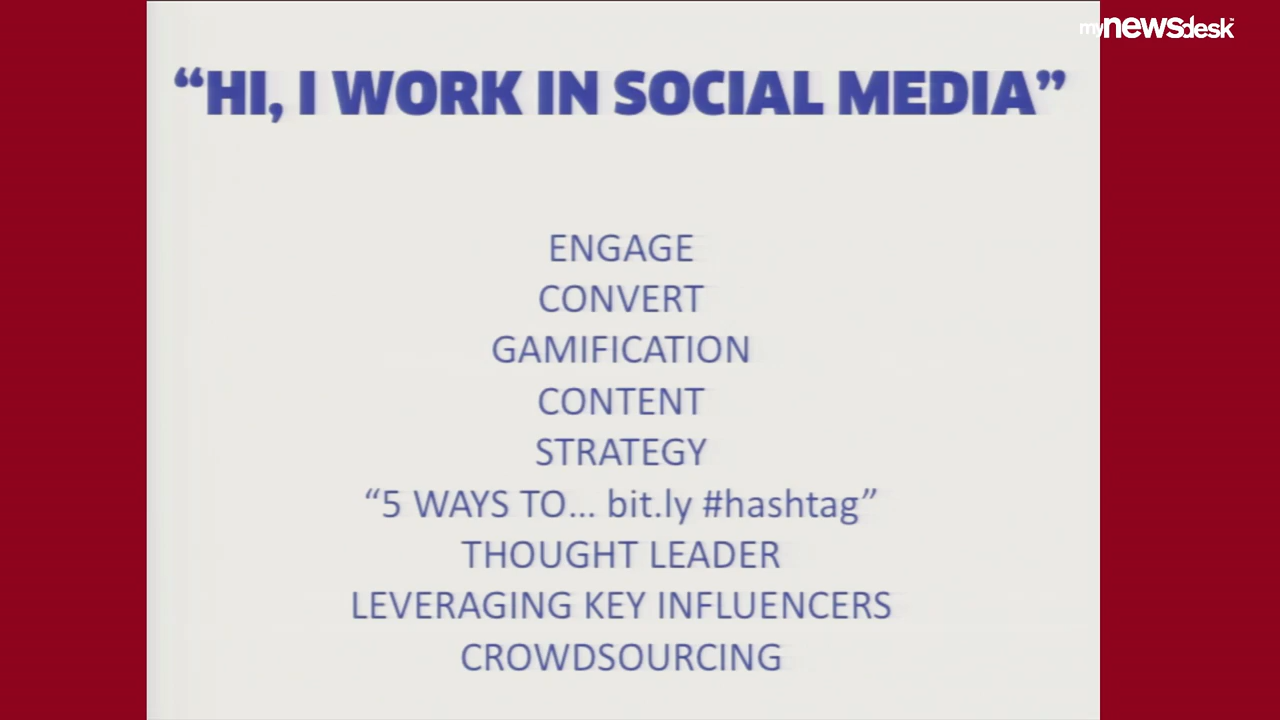 mynewsdesk
“HI, I WORK IN SOCIAL MEDIA”
ENGAGE
CONVERT
GAMIFICATION
CONTENT
STRATEGY
“5 WAYS TO... bit.ly #hashtag”
THOUGHT LEADER
LEVERAGING KEY INFLUENCERS
CROWDSOURCING